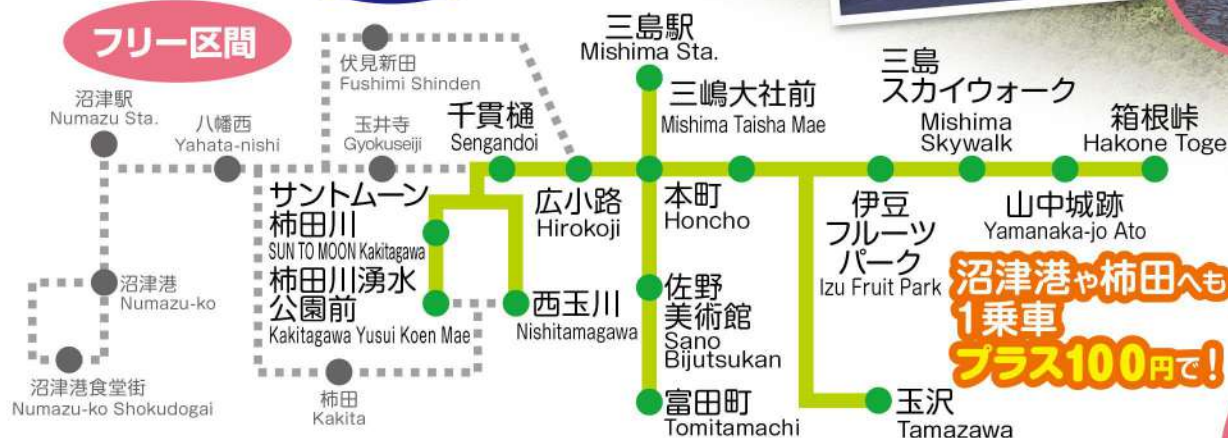 フリー区間
伏見新田
Fushimi Shinden
沼津駅
Numazu Sta.
八幡西
Yahata-nishi
玉井寺
Gyokuseiji
千貫樋
Sengandoi
三島駅
Mishima Sta.
三嶋大社前
Mishima Taisha Mae
三島
スカイウォーク
Mishima
Skywalk
箱根峠
Hakone Toge
サントムーン
柿田川
SUN TO MOON Kakitagawa
柿田川湧水
公園前
Kakitagawa Yusui Koen Mae
広小路
Hirokoji
本町
Honcho
伊豆
フルーツ
パーク
Izu Fruit Park
山中城跡
Yamanaka-jo Ato
沼津港
Numazu-ko
西玉川
Nishitamagawa
佐野
美術館
Sano
Bijutsukan
沼津港や柿田へも
1乗車
プラス100円で!
沼津港食堂街
Numazu-ko Shokudogai
柿田
Kakita
富田町
Tomitamachi
玉沢
Tamazawa